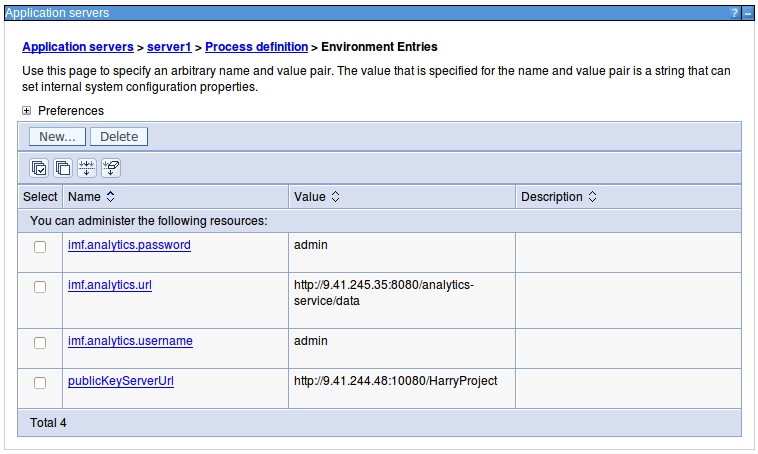 Application servers ? –
Application servers > server1 > Process definition > Environment Entries
Use this page to specify an arbitrary name and value pair. The value that is specified for the name and value pair is a string that can
set internal system configuration properties.
Preferences
New... Delete
Select Name Value Description
You can administer the following resources:
imf.analytics.password admin
imf.analytics.url http://9.41.245.35:8080/analytics-
service/data
imf.analytics.username admin
publicKeyServerUrl http://9.41.244.48:10080/HarryProject
Total 4